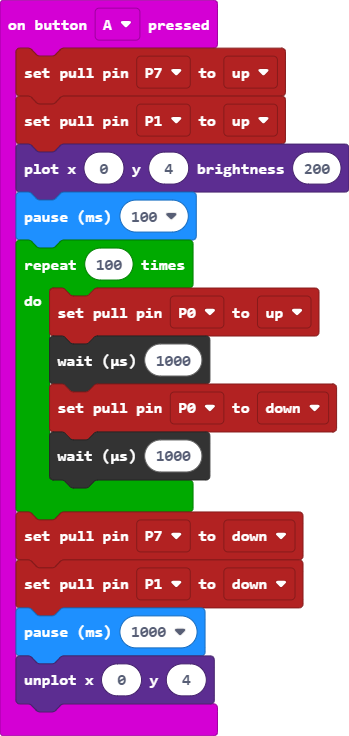 on button A pressed
set pull pin P7 to up
set pull pin P1 to up
plot x 0 y 4 brightness 200
pause (ms) 100
repeat 100 times
do
set pull pin P0 to up
wait (µs) 1000
set pull pin P0 to down
wait (µs) 1000
set pull pin P7 to down
set pull pin P1 to down
pause (ms) 1000
unplot x 0 y 4